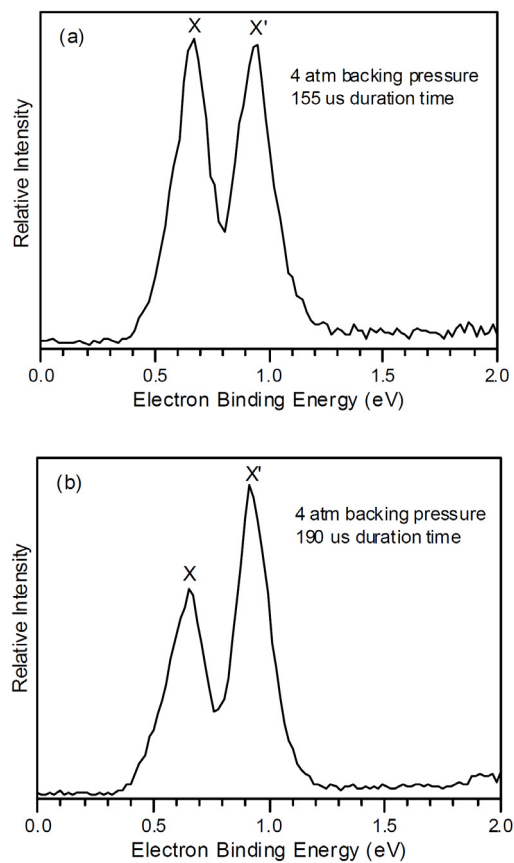 (a)
X X'
4 atm backing pressure
155 us duration time
Relative Intensity
0.0 0.5 1.0 1.5 2.0
Electron Binding Energy (eV)
(b)
X'
4 atm backing pressure
190 us duration time
X
Relative Intensity
0.0 0.5 1.0 1.5 2.0
Electron Binding Energy (eV)